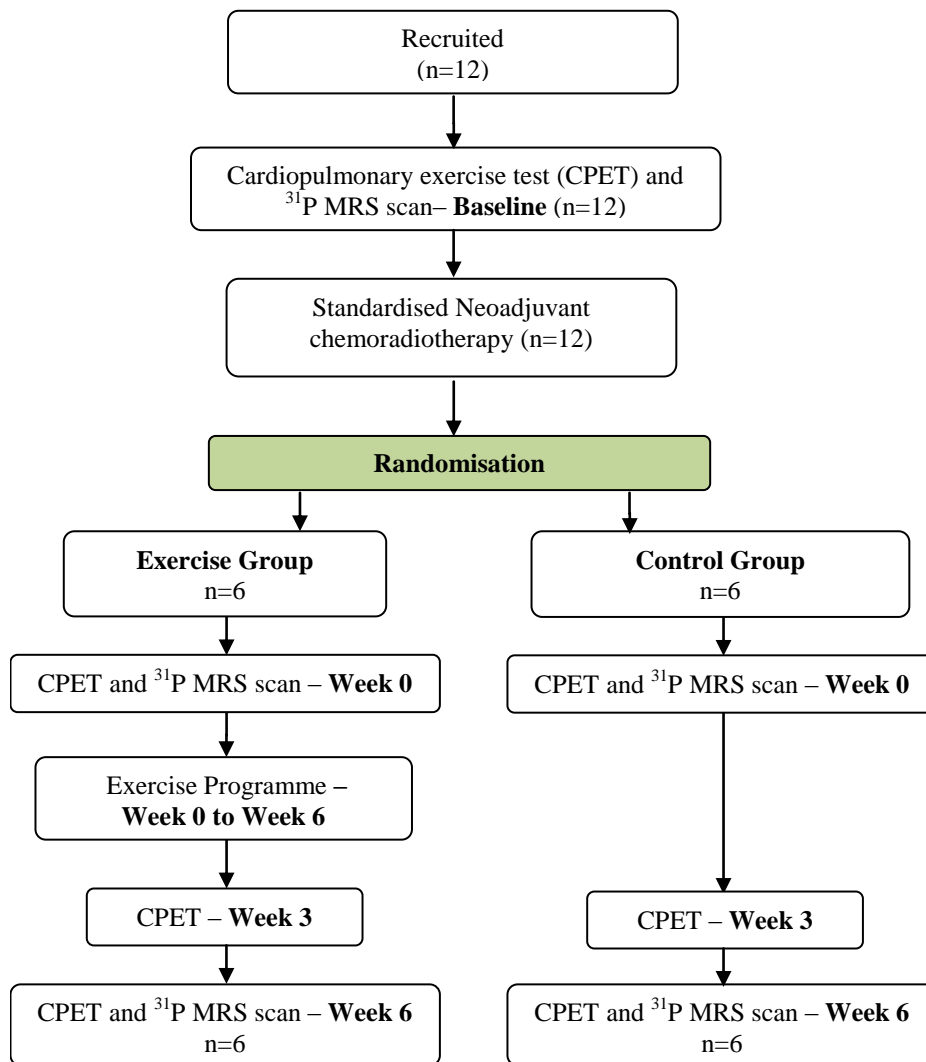 Recruited
(n=12)
Cardiopulmonary exercise test (CPET) and
³¹P MRS scan– Baseline (n=12)
Standardised Neoadjuvant
chemoradiotherapy (n=12)
Randomisation
Exercise Group
n=6
Control Group
n=6
CPET and ³¹P MRS scan – Week 0
CPET and ³¹P MRS scan – Week 0
Exercise Programme –
Week 0 to Week 6
CPET – Week 3
CPET – Week 3
CPET and ³¹P MRS scan – Week 6
n=6
CPET and ³¹P MRS scan – Week 6
n=6